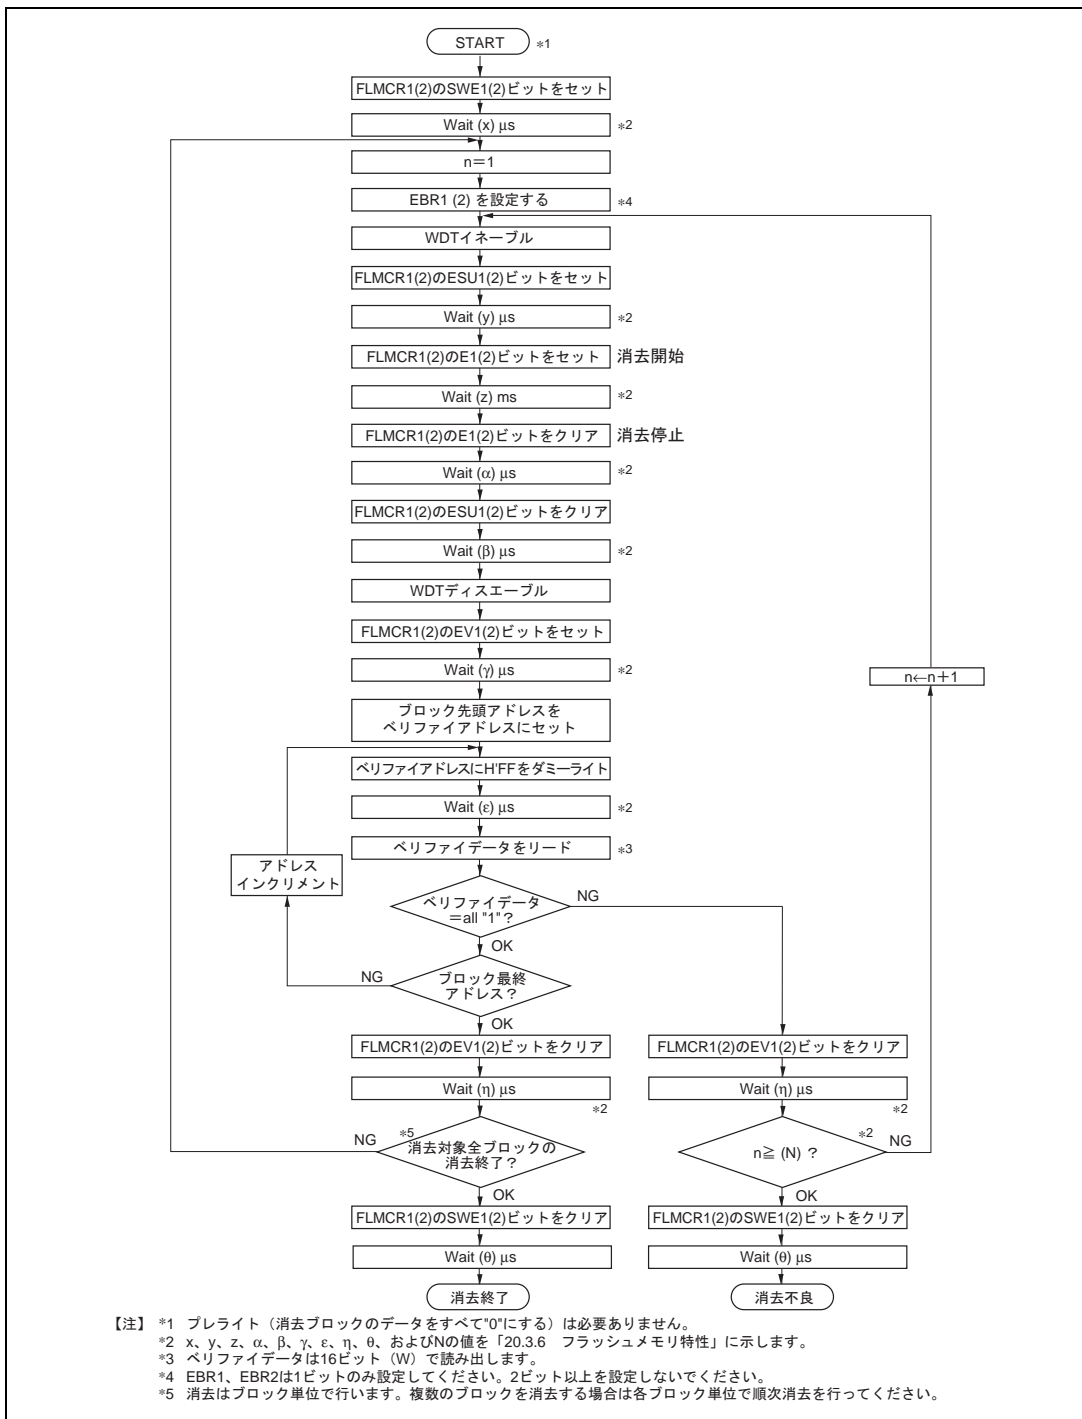 START *1
FLMCR1(2)のSWE1(2)ビットをセット
Wait (x) μs *2
n=1
EBR1 (2) を設定する *4
WDTイネーブル
FLMCR1(2)のESU1(2)ビットをセット
Wait (y) μs *2
FLMCR1(2)のE1(2)ビットをセット 消去開始
Wait (z) ms *2
FLMCR1(2)のE1(2)ビットをクリア 消去停止
Wait (α) μs *2
FLMCR1(2)のESU1(2)ビットをクリア
Wait (β) μs *2
WDTディスエーブル
FLMCR1(2)のEV1(2)ビットをセット
Wait (γ) μs *2
n←n+1
ブロック先頭アドレスを
ベリファイアドレスにセット
ベリファイアドレスにH'FFをダミーライト
Wait (ε) μs *2
ベリファイデータをリード *3
アドレス
インクリメント
ベリファイデータ
=all "1"?
NG
OK
ブロック最終
アドレス?
NG
OK
FLMCR1(2)のEV1(2)ビットをクリア
FLMCR1(2)のEV1(2)ビットをクリア
Wait (η) μs
*2
Wait (η) μs
*2
NG
*5
消去対象全ブロックの
消去終了?
*2
n≧ (N) ?
NG
OK
OK
FLMCR1(2)のSWE1(2)ビットをクリア
FLMCR1(2)のSWE1(2)ビットをクリア
Wait (θ) μs
Wait (θ) μs
消去終了
消去不良
【注】 *1 プレライト(消去ブロックのデータをすべて"0"にする)は必要ありません。
*2 x、y、z、α、β、γ、ε、η、θ、およびNの値を「20.3.6 フラッシュメモリ特性」に示します。
*3 ベリファイデータは16ビット(W)で読み出します。
*4 EBR1、EBR2は1ビットのみ設定してください。2ビット以上を設定しないでください。
*5 消去はブロック単位で行います。複数のブロックを消去する場合は各ブロック単位で順次消去を行ってください。